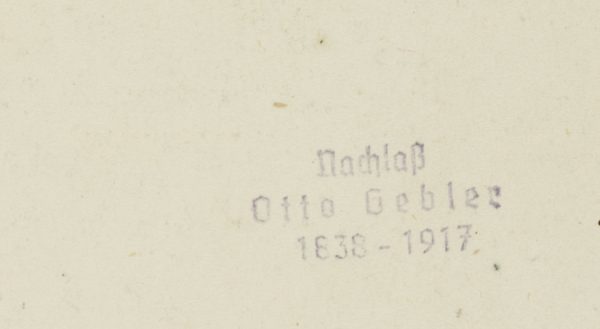 Nachlaß
Otto Gebler
1838-1917